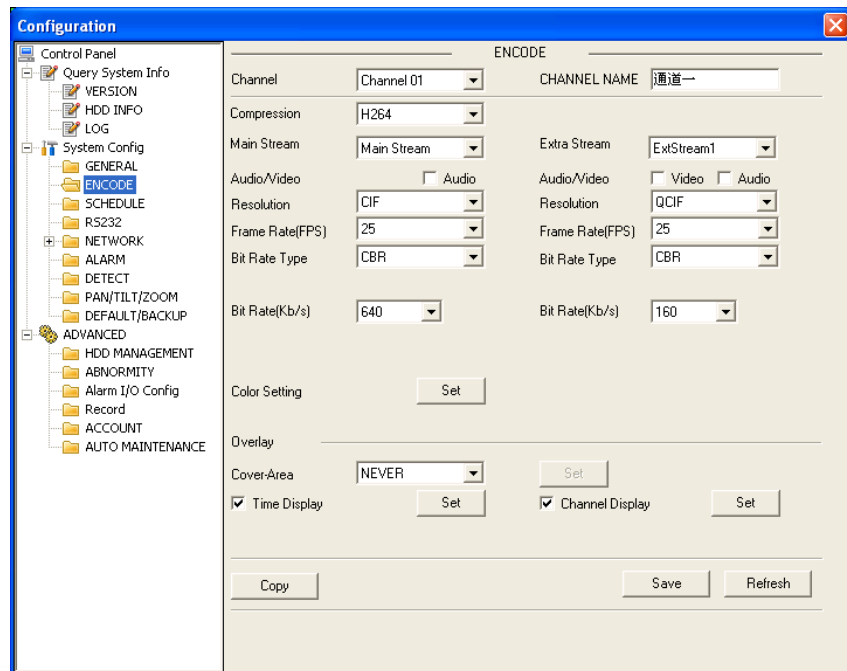 Configuration
Control Panel
Query System Info
VERSION
HDD INFO
LOG
System Config
GENERAL
ENCODE
SCHEDULE
RS232
NETWORK
ALARM
DETECT
PAN/TILT/ZOOM
DEFAULT/BACKUP
ADVANCED
HDD MANAGEMENT
ABNORMITY
Alarm I/O Config
Record
ACCOUNT
AUTO MAINTENANCE
ENCODE
Channel Channel 01 CHANNEL NAME 通道一
Compression H264
Main Stream Main Stream Extra Stream ExtStream1
Audio/Video Audio Audio/Video Video Audio
Resolution CIF Resolution QCIF
Frame Rate(FPS) 25 Frame Rate(FPS) 25
Bit Rate Type CBR Bit Rate Type CBR
Bit Rate(Kb/s) 640 Bit Rate(Kb/s) 160
Color Setting Set
Overlay
Cover-Area NEVER Set
Time Display Set Channel Display Set
Copy Save Refresh